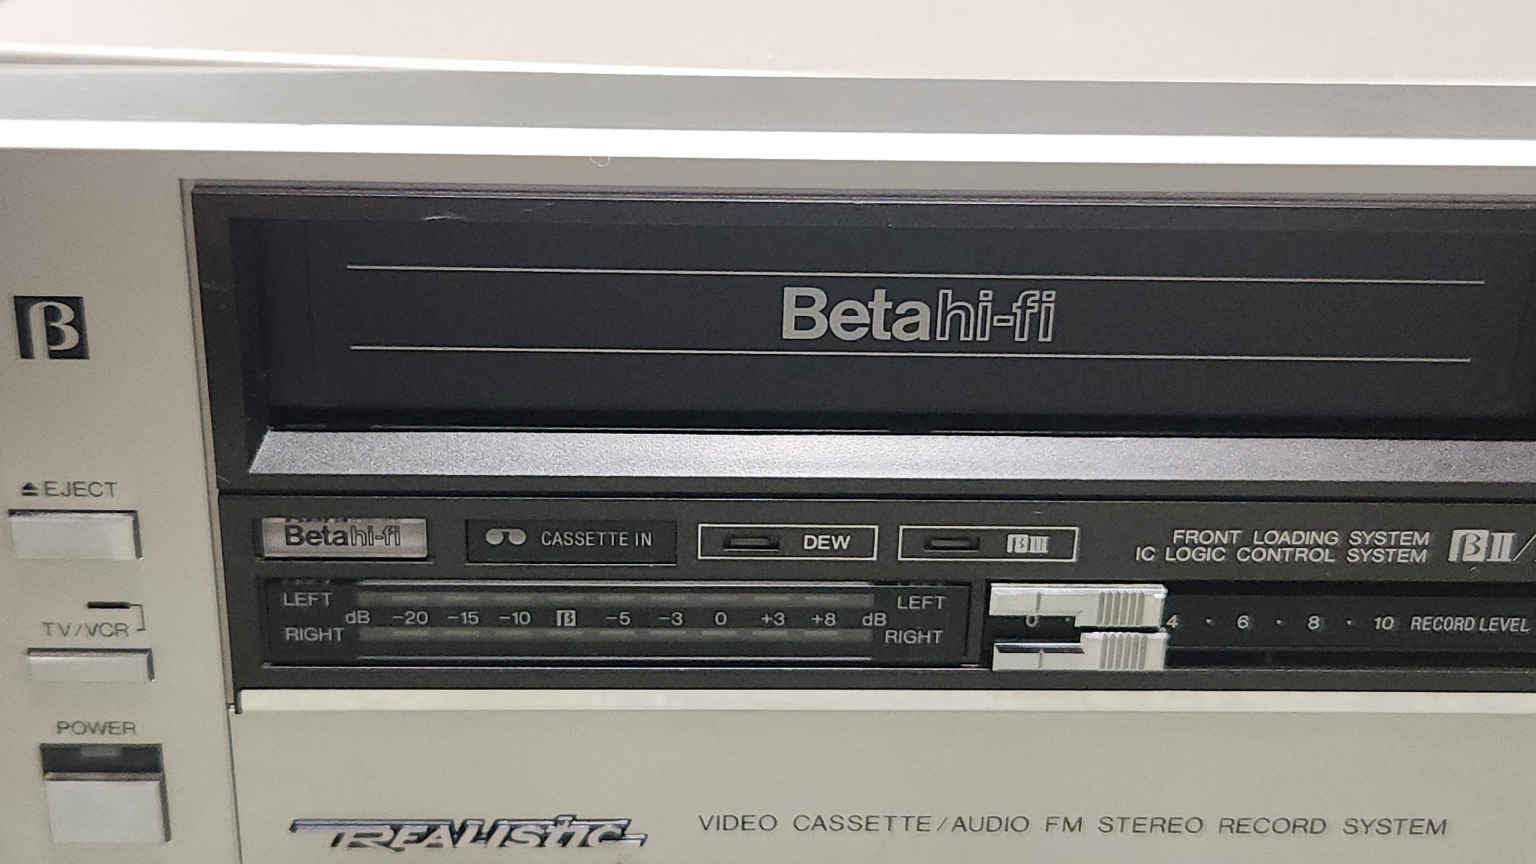 Betahi-fi
β
EJECT
Betahi-fi
CASSETTE IN
DEW
βIII
FRONT LOADING SYSTEM
IC LOGIC CONTROL SYSTEM
βII/
LEFT
dB -20 -15 -10 β -5 -3 0 +3 +8 dB
LEFT
RIGHT
RIGHT
0 · 4 · 6 · 8 · 10 RECORD LEVEL
TV/VCR
POWER
REALISTIC
VIDEO CASSETTE/AUDIO FM STEREO RECORD SYSTEM